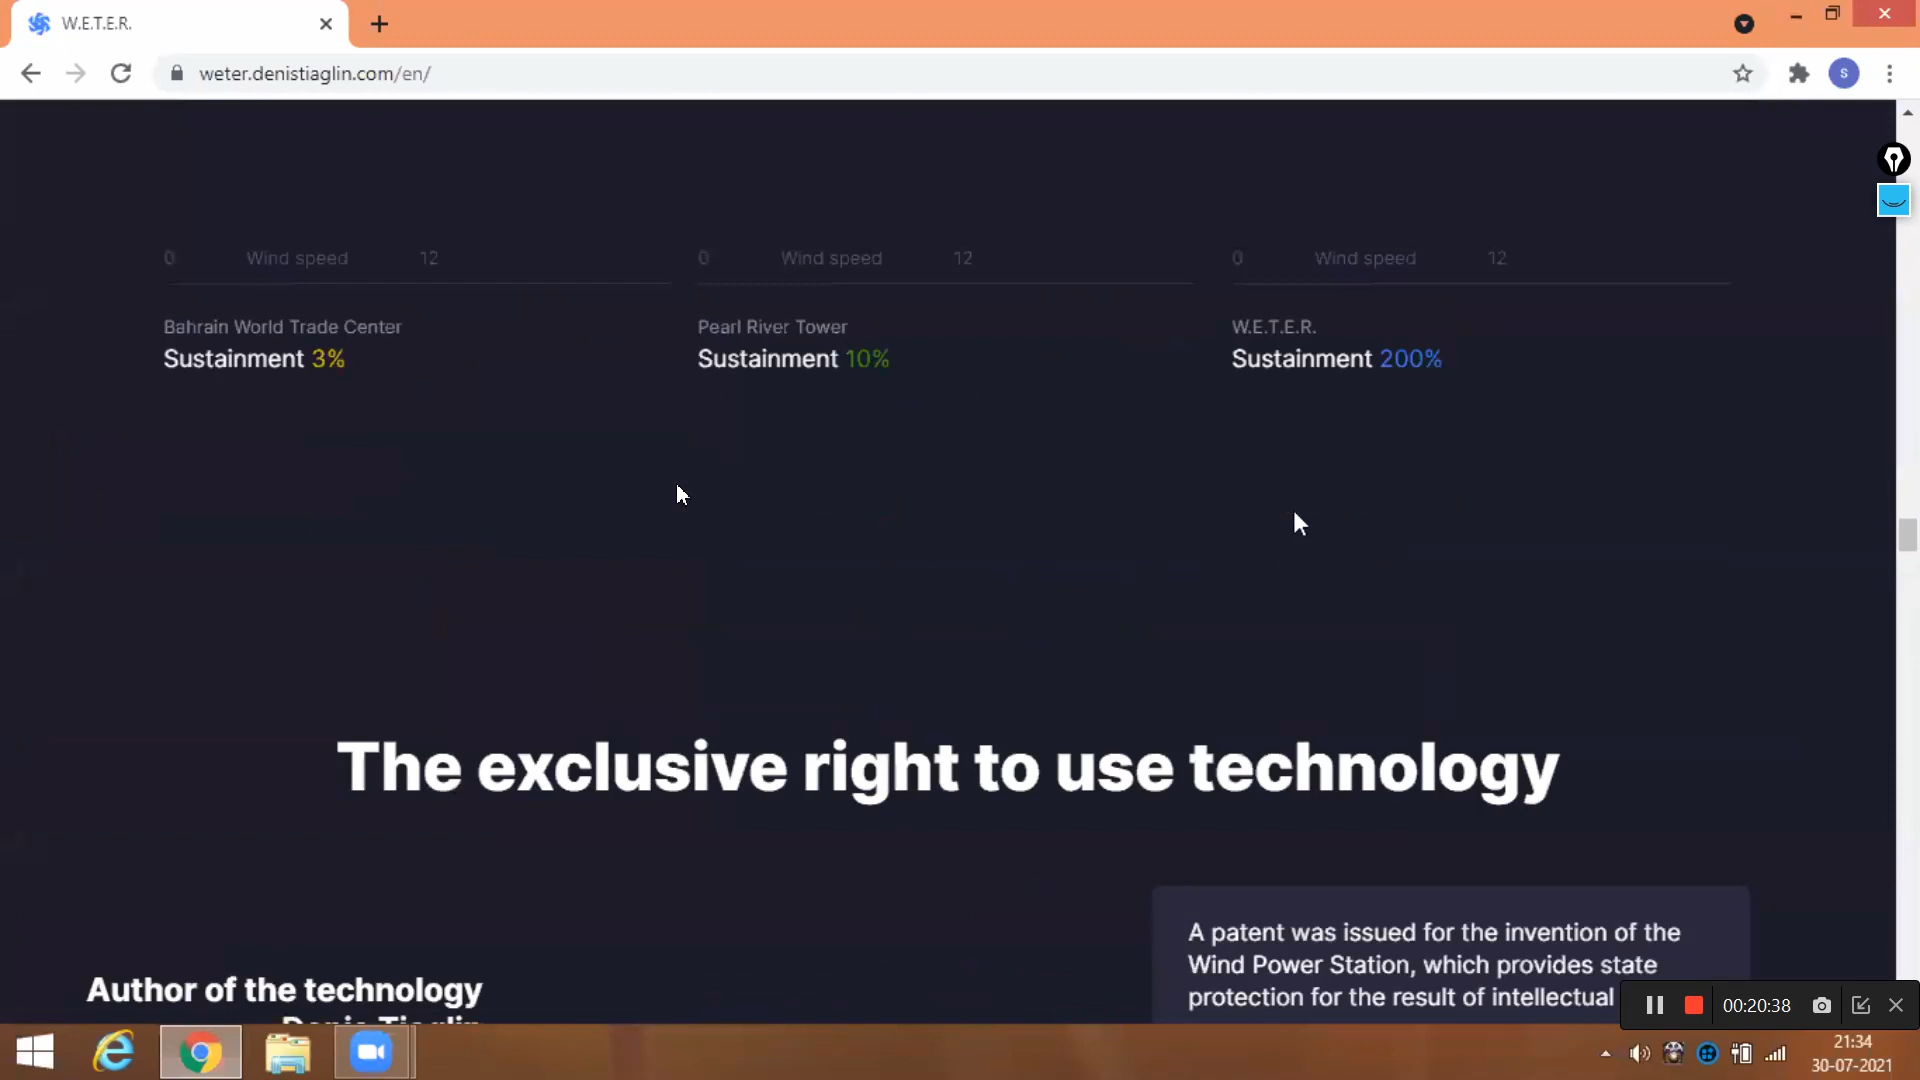 W.E.T.E.R.
weter.denistiaglin.com/en/
S
0 Wind speed 12
0 Wind speed 12
0 Wind speed 12
Bahrain World Trade Center
Sustainment 3%
Pearl River Tower
Sustainment 10%
W.E.T.E.R.
Sustainment 200%
The exclusive right to use technology
Author of the technology
Denis Tiaglin
A patent was issued for the invention of the
Wind Power Station, which provides state
protection for the result of intellectual
00:20:38
21:34
30-07-2021